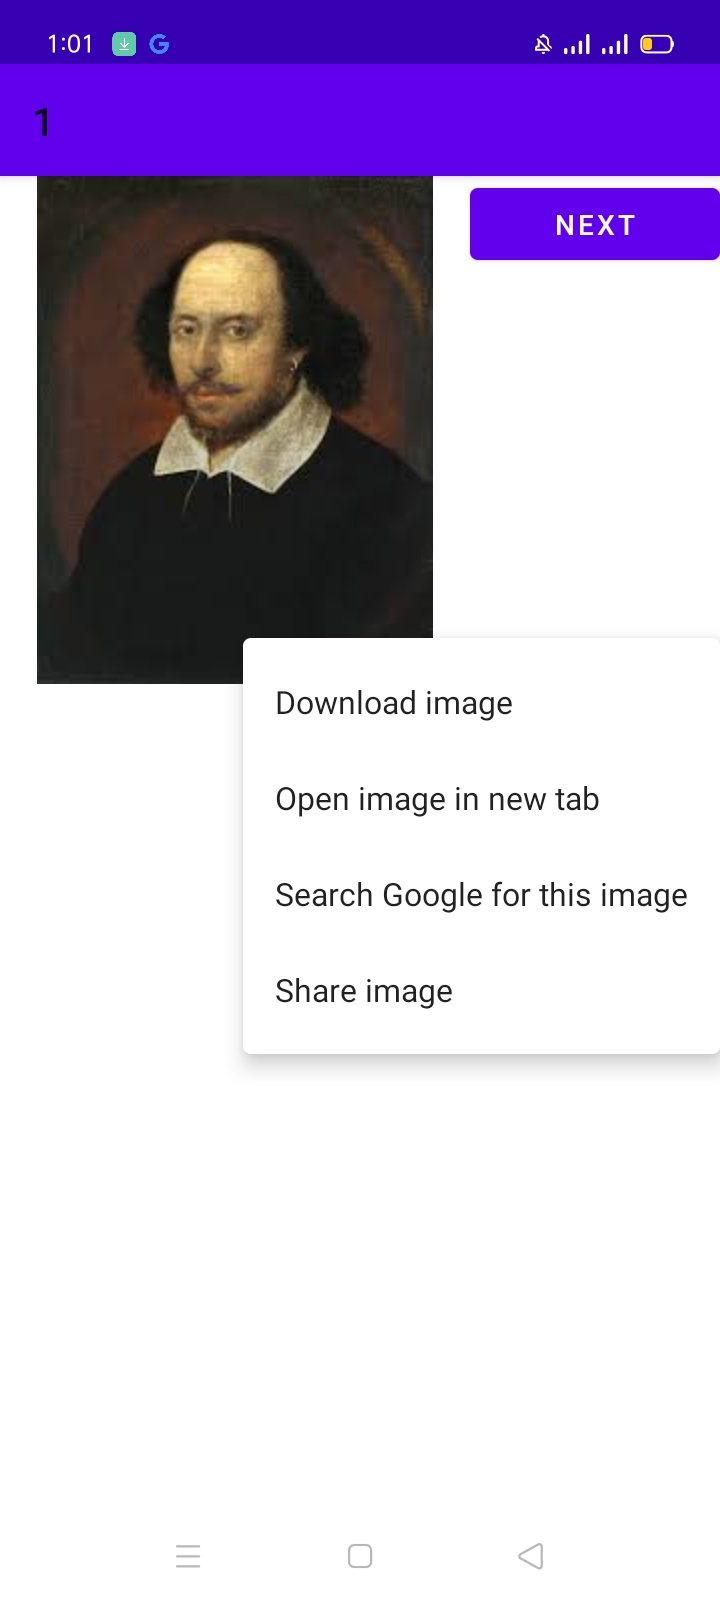 1:01
1
NEXT
Download image
Open image in new tab
Search Google for this image
Share image